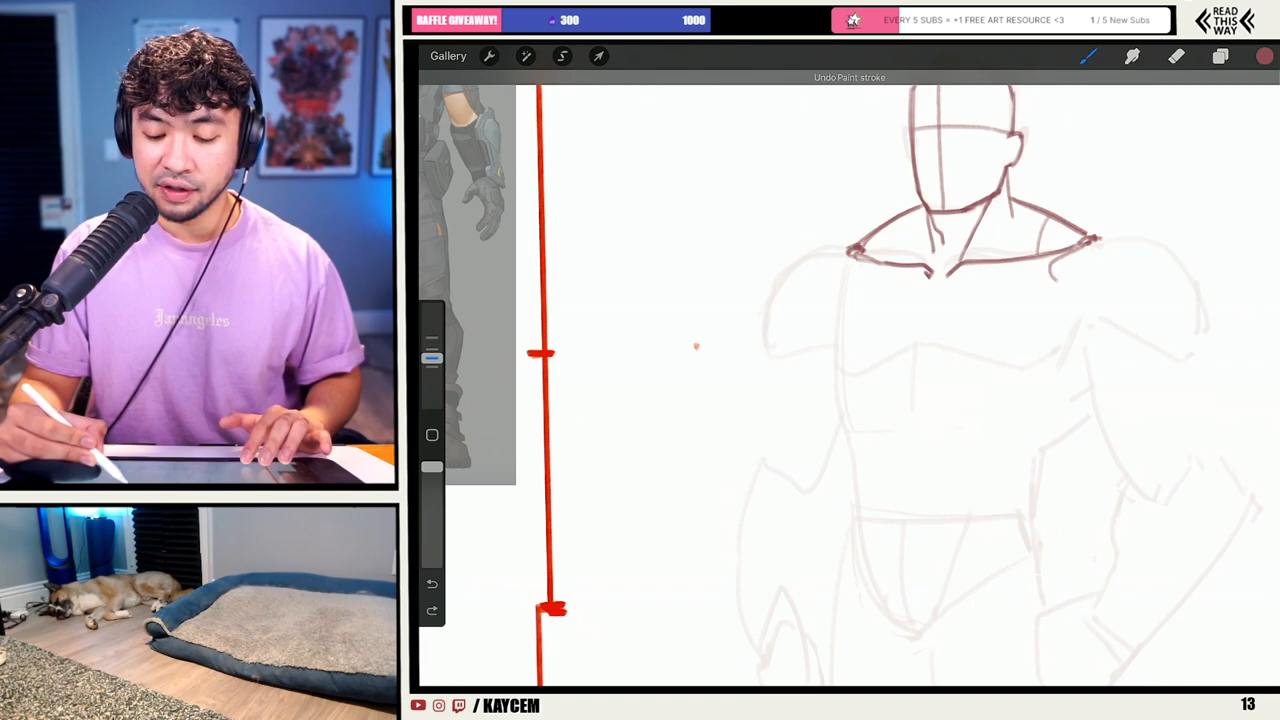 RAFFLE GIVEAWAY! 300 1000
EVERY 5 SUBS = +1 FREE ART RESOURCE <3 1 / 5 New Subs
READ
THIS
WAY
Gallery
Undo Paint stroke
/ KAYCEM
13